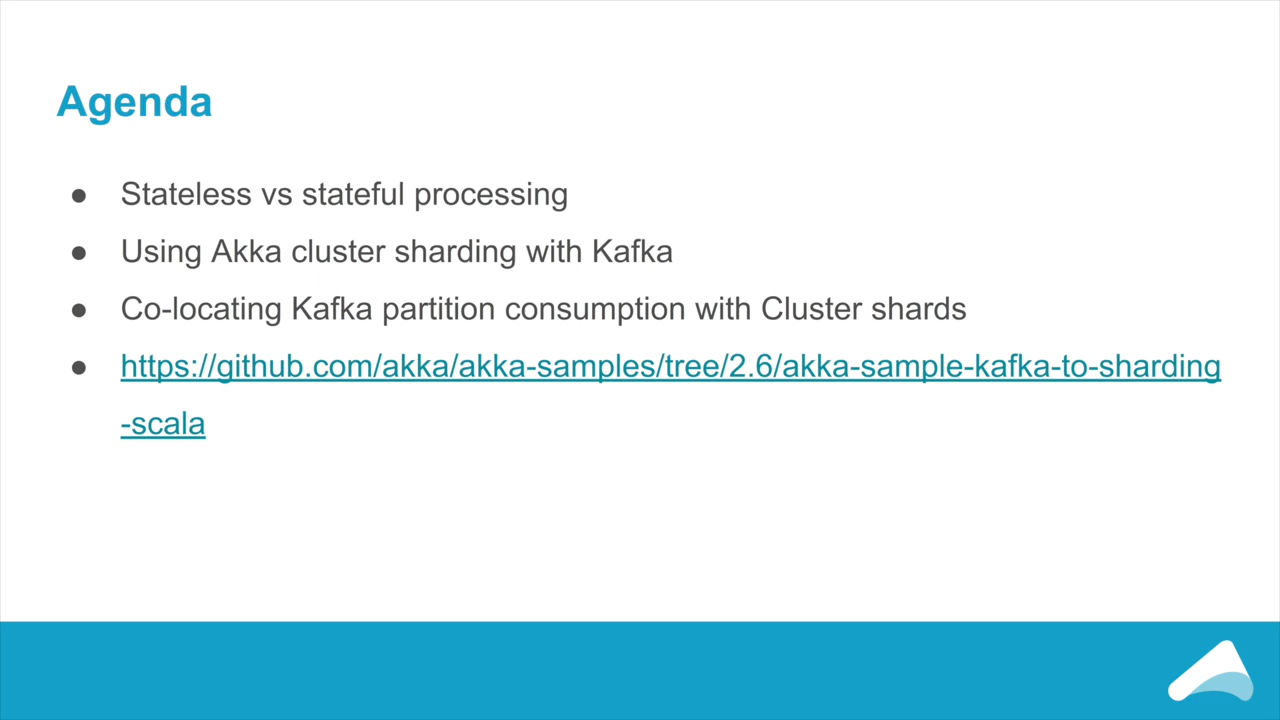 Agenda
● Stateless vs stateful processing
● Using Akka cluster sharding with Kafka
● Co-locating Kafka partition consumption with Cluster shards
● https://github.com/akka/akka-samples/tree/2.6/akka-sample-kafka-to-sharding
-scala